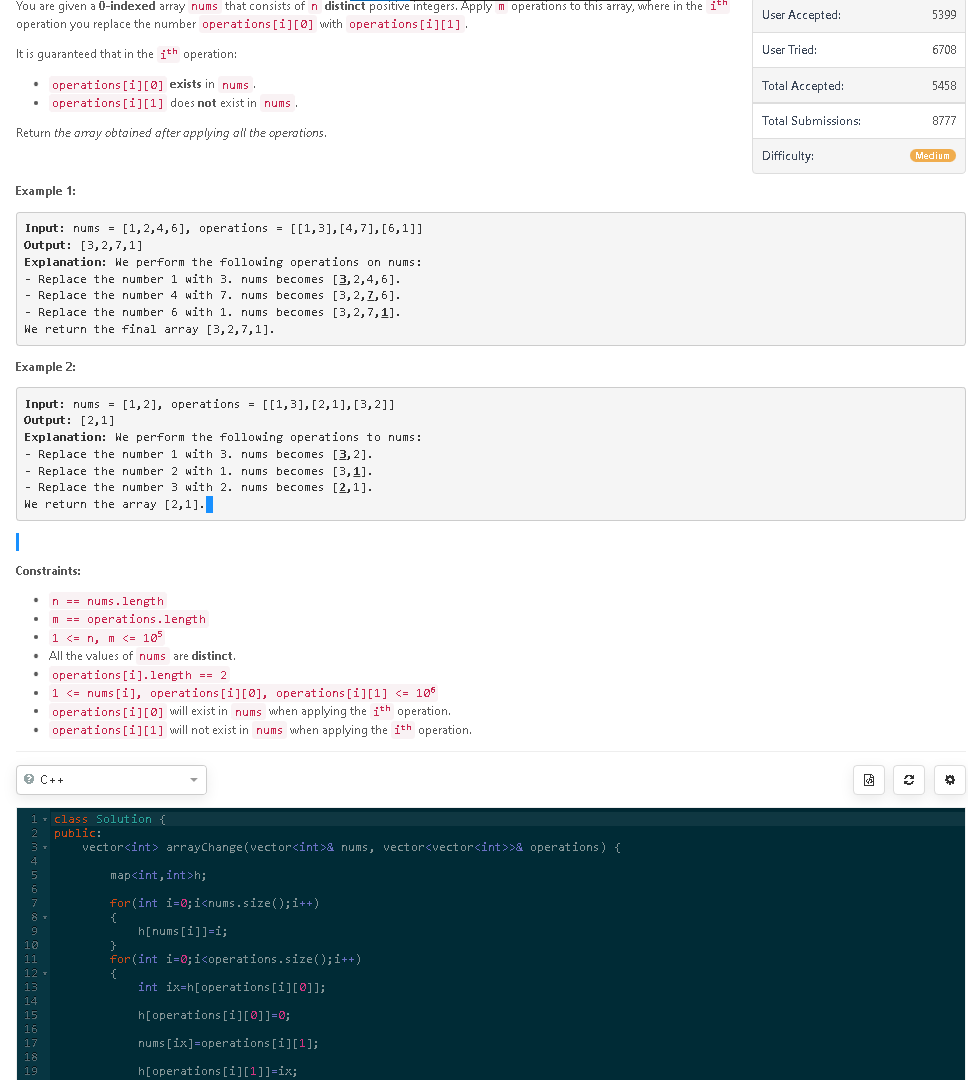 You are given a 0-indexed array nums that consists of n distinct positive integers. Apply m operations to this array, where in the ith
operation you replace the number operations[i][0] with operations[i][1].
It is guaranteed that in the ith operation:
• operations[i][0] exists in nums.
• operations[i][1] does not exist in nums.
Return the array obtained after applying all the operations.
User Accepted: 5399
User Tried: 6708
Total Accepted: 5458
Total Submissions: 8777
Difficulty: Medium
Example 1:
Input: nums = [1,2,4,6], operations = [[1,3],[4,7],[6,1]]
Output: [3,2,7,1]
Explanation: We perform the following operations on nums:
- Replace the number 1 with 3. nums becomes [3,2,4,6].
- Replace the number 4 with 7. nums becomes [3,2,7,6].
- Replace the number 6 with 1. nums becomes [3,2,7,1].
We return the final array [3,2,7,1].
Example 2:
Input: nums = [1,2], operations = [[1,3],[2,1],[3,2]]
Output: [2,1]
Explanation: We perform the following operations to nums:
- Replace the number 1 with 3. nums becomes [3,2].
- Replace the number 2 with 1. nums becomes [3,1].
- Replace the number 3 with 2. nums becomes [2,1].
We return the array [2,1].
Constraints:
• n == nums.length
• m == operations.length
• 1 <= n, m <= 10^5
• All the values of nums are distinct.
• operations[i].length == 2
• 1 <= nums[i], operations[i][0], operations[i][1] <= 10^6
• operations[i][0] will exist in nums when applying the ith operation.
• operations[i][1] will not exist in nums when applying the ith operation.
C++
1 class Solution {
2 public:
3     vector<int> arrayChange(vector<int>& nums, vector<vector<int>>& operations) {
4
5         map<int,int>h;
6
7         for(int i=0;i<nums.size();i++)
8         {
9             h[nums[i]]=i;
10         }
11         for(int i=0;i<operations.size();i++)
12         {
13             int ix=h[operations[i][0]];
14
15             h[operations[i][0]]=0;
16
17             nums[ix]=operations[i][1];
18
19             h[operations[i][1]]=ix;